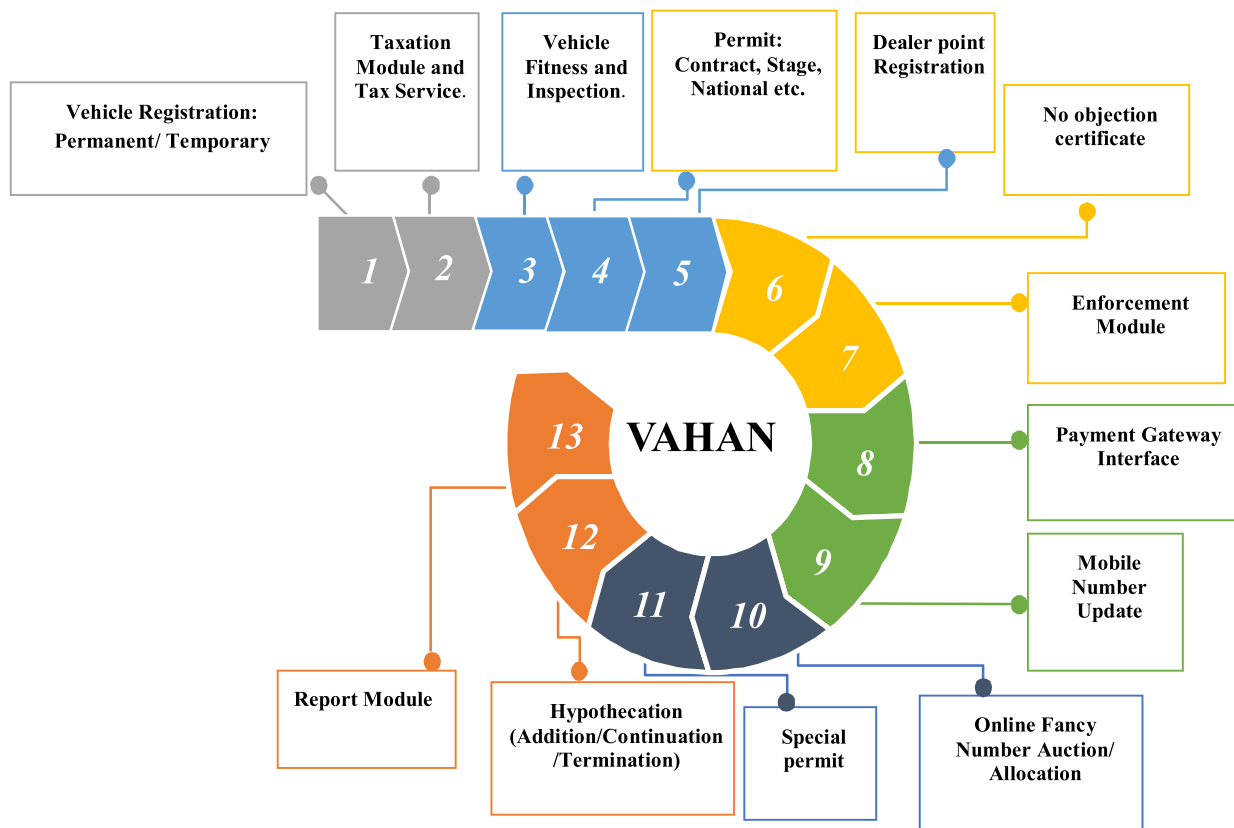 Vehicle Registration:
Permanent/ Temporary
Taxation
Module and
Tax Service.
Vehicle
Fitness and
Inspection.
Permit:
Contract, Stage,
National etc.
Dealer point
Registration
No objection
certificate
Enforcement
Module
Payment Gateway
Interface
Mobile
Number
Update
Online Fancy
Number Auction/
Allocation
Special
permit
Hypothecation
(Addition/Continuation
/Termination)
Report Module
1
2
3
4
5
6
7
8
9
10
11
12
13
VAHAN